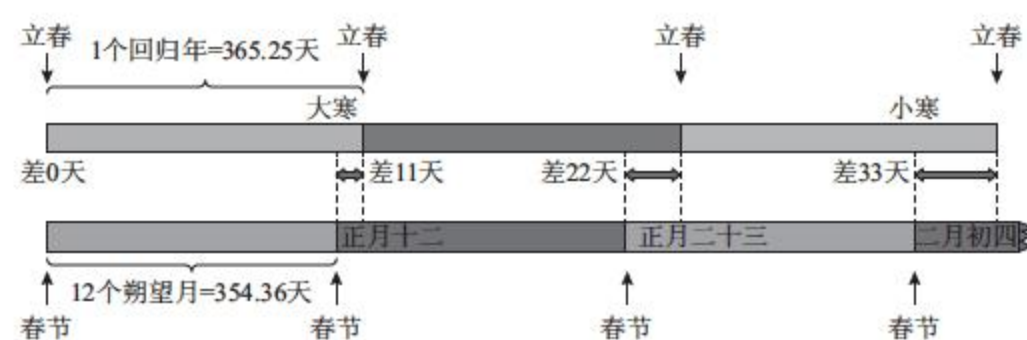 立春 立春 立春 立春
1个回归年=365.25天
大寒 小寒
差0天 差11天 差22天 差33天
正月十二 正月二十三 二月初四
12个朔望月=354.36天
春节 春节 春节 春节